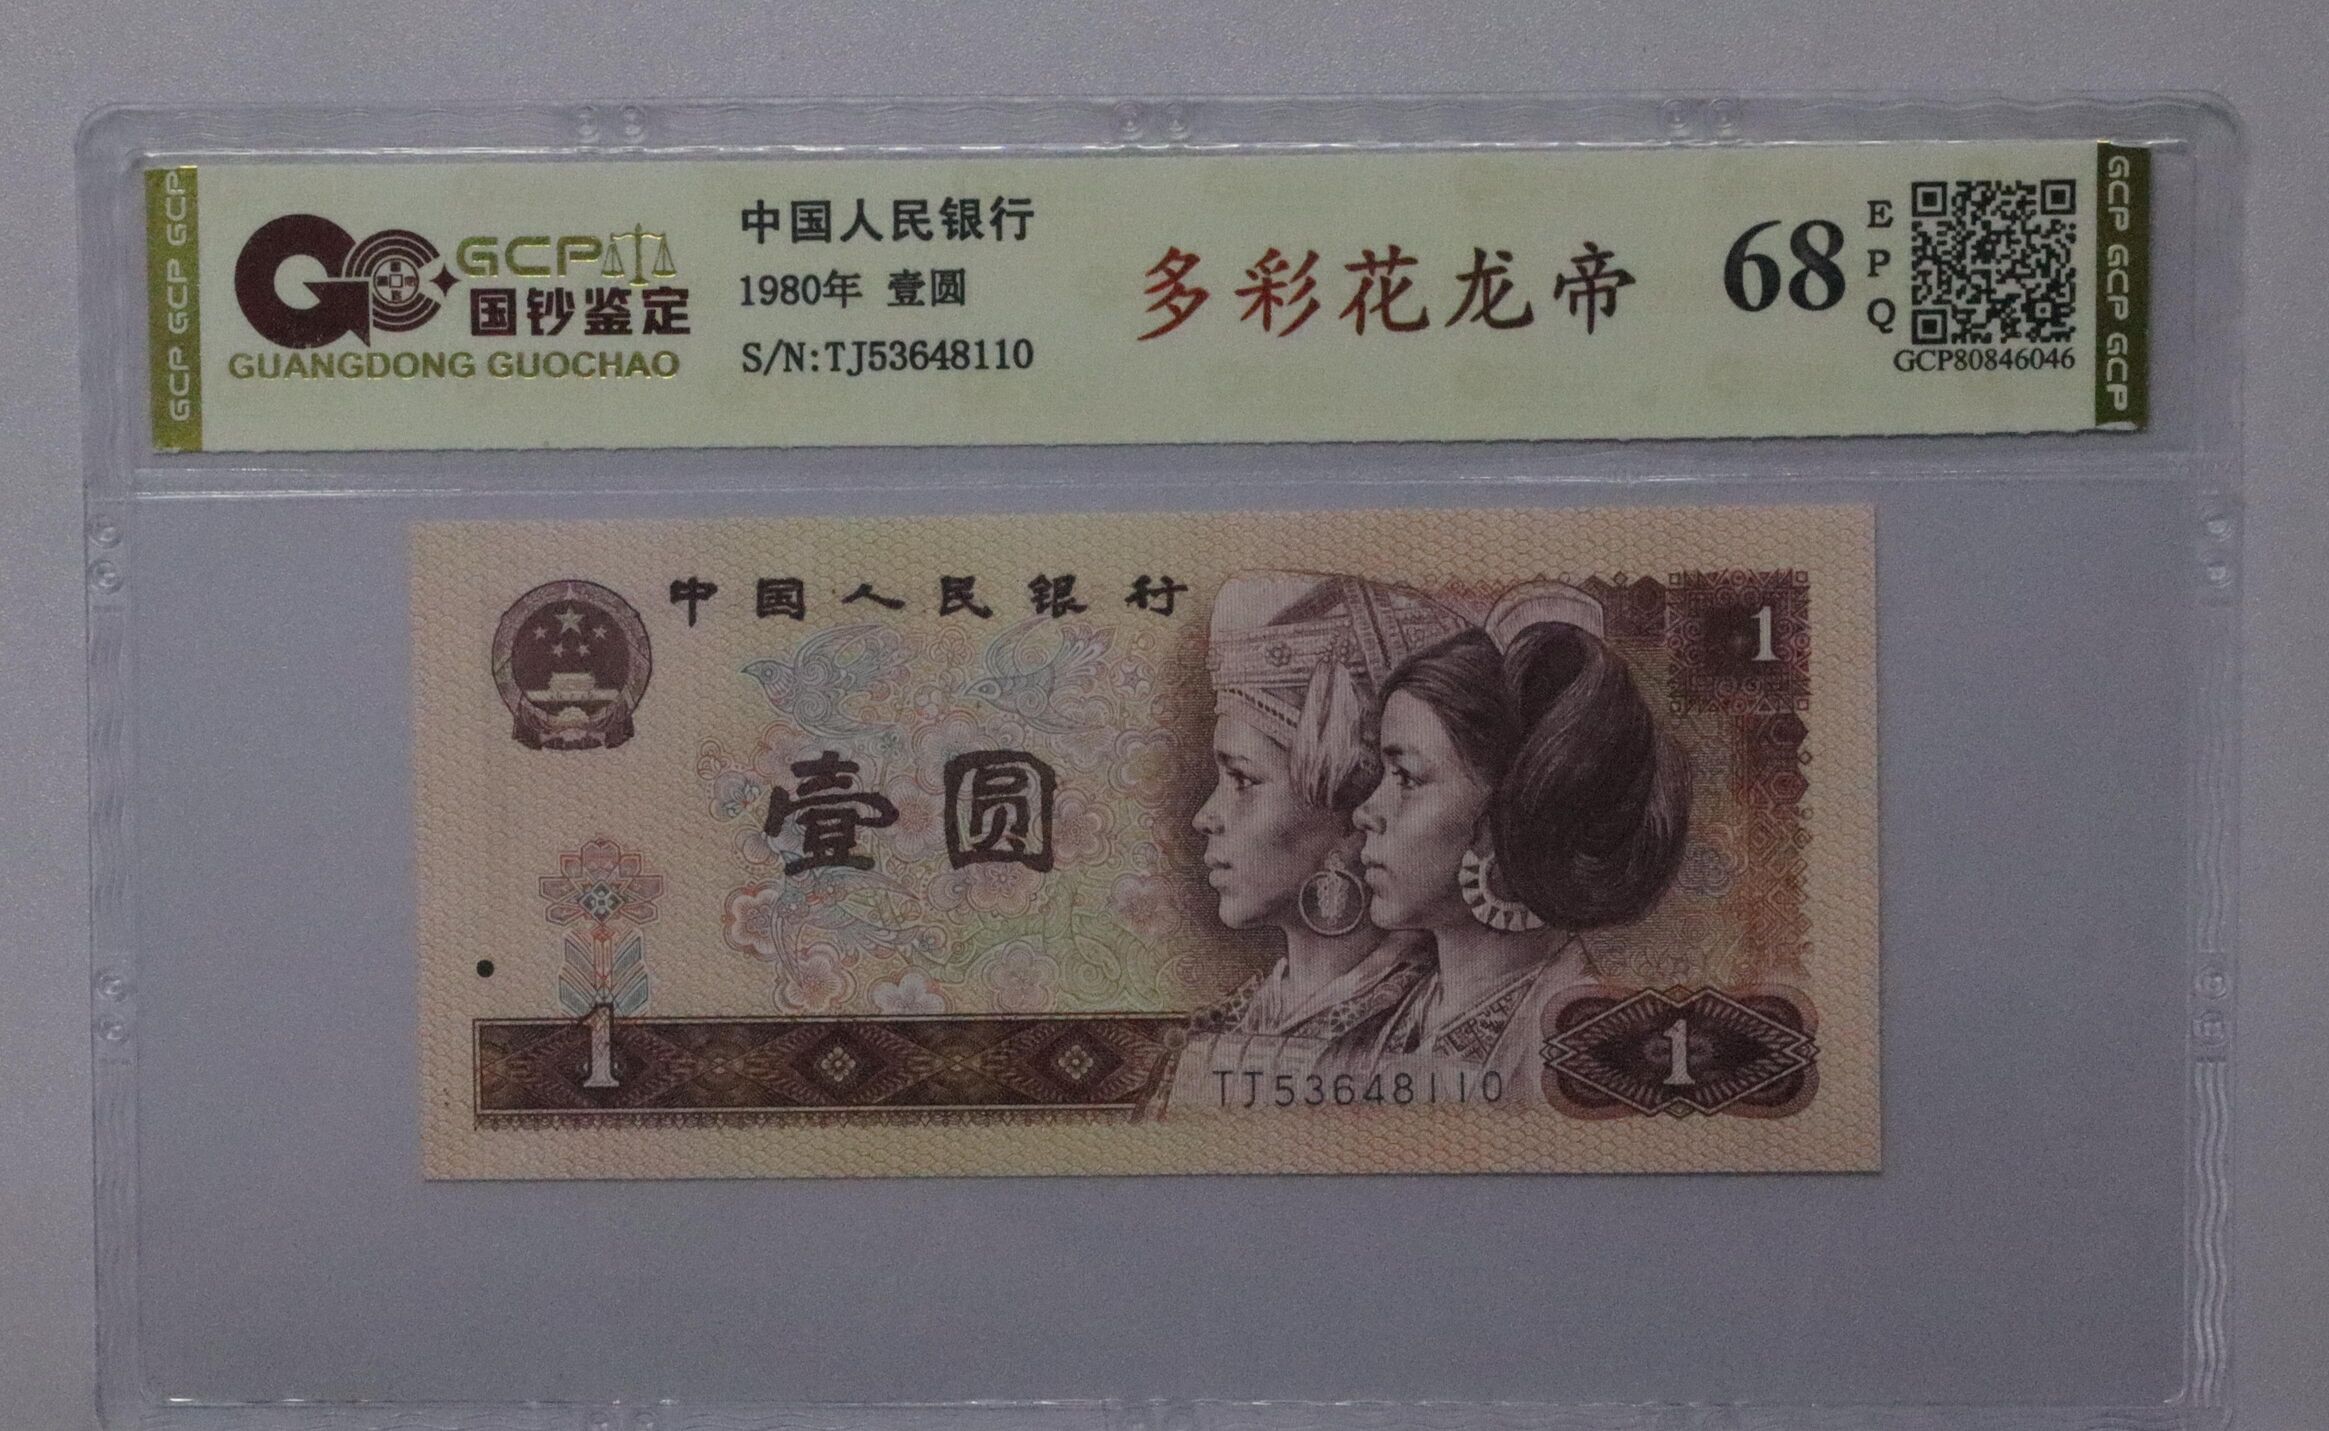 GCP GCP GCP
GCP
国钞鉴定
GUANGDONG GUOCHAO
中国人民银行
1980年 壹圆
S/N:TJ53648110
多彩花龙帝
68
EPQ
GCP80846046
GCP GCP GCP
中国人民银行
1
壹圆
1
TJ53648110
1